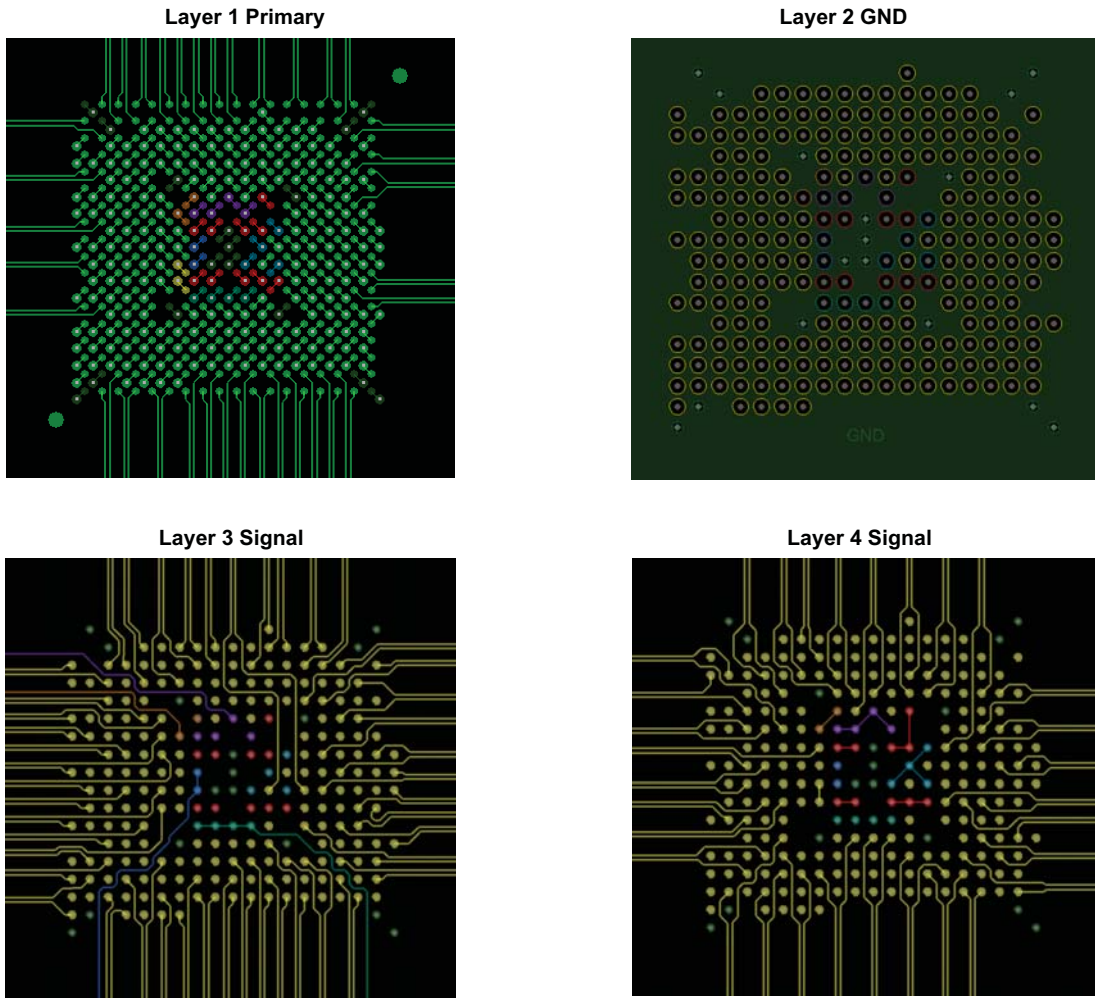 Layer 1 Primary
Layer 2 GND
GND
Layer 3 Signal
Layer 4 Signal